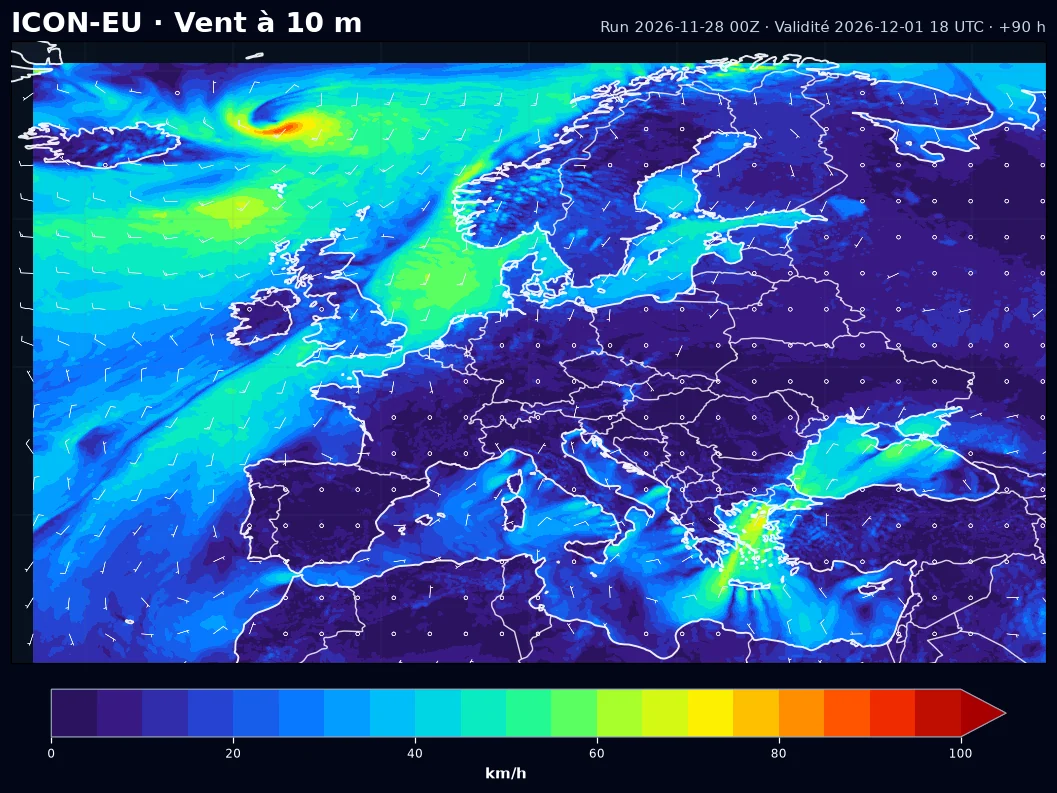 ICON-EU · Vent à 10 m
Run 2026-11-28 00Z · Validité 2026-12-01 18 UTC · +90 h
0 20 40 60 80 100
km/h